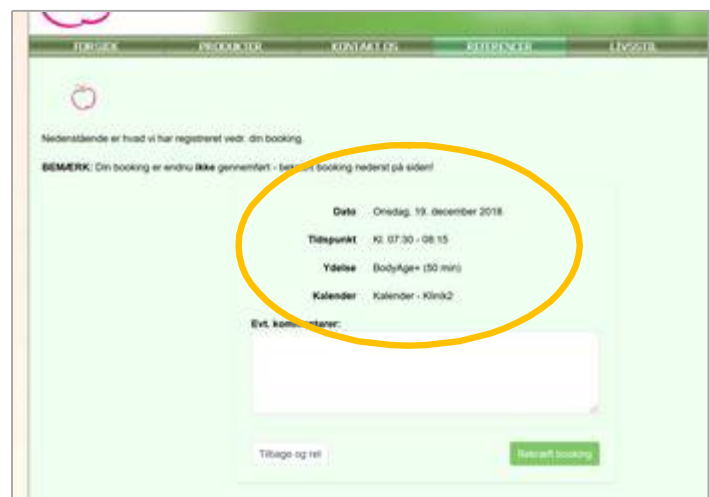 FORSIDE PRODUKTER KONTAKT OS REFERENCER LIVSSTIL
Nedenstående er hvad vi har registreret vedr. din booking.
BEMÆRK: Din booking er endnu ikke gennemført - bekræft booking nederst på siden!
Dato Onsdag, 19. december 2018
Tidspunkt Kl. 07:30 - 08:15
Ydelse BodyAge+ (50 min)
Kalender Kalender - Klinik2
Evt. kommentarer:
Tilbage og ret Bekræft booking